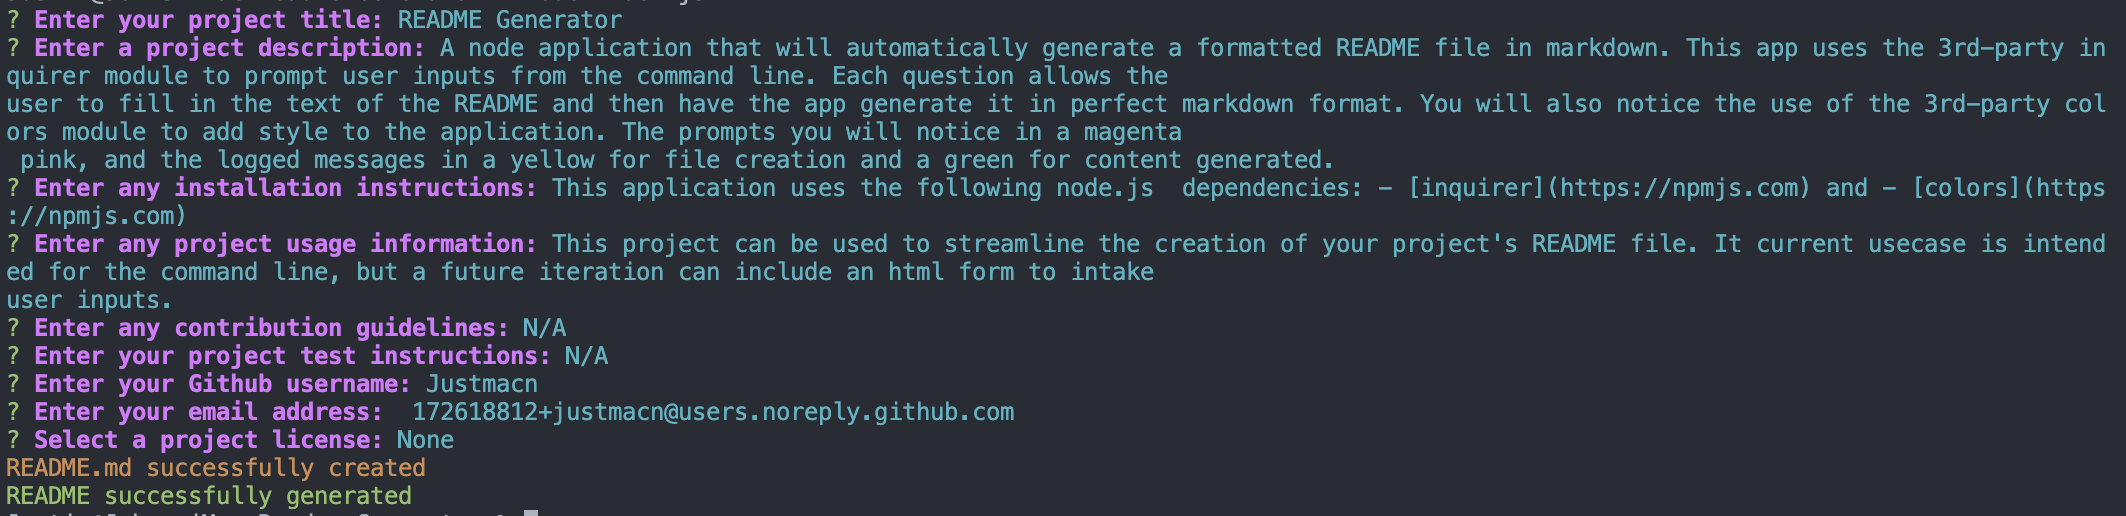 ? Enter your project title: README Generator
? Enter a project description: A node application that will automatically generate a formatted README file in markdown. This app uses the 3rd-party in
quirer module to prompt user inputs from the command line. Each question allows the
user to fill in the text of the README and then have the app generate it in perfect markdown format. You will also notice the use of the 3rd-party col
ors module to add style to the application. The prompts you will notice in a magenta
 pink, and the logged messages in a yellow for file creation and a green for content generated.
? Enter any installation instructions: This application uses the following node.js  dependencies: - [inquirer](https://npmjs.com) and - [colors](https
://npmjs.com)
? Enter any project usage information: This project can be used to streamline the creation of your project's README file. It current usecase is intend
ed for the command line, but a future iteration can include an html form to intake
user inputs.
? Enter any contribution guidelines: N/A
? Enter your project test instructions: N/A
? Enter your Github username: Justmacn
? Enter your email address:  172618812+justmacn@users.noreply.github.com
? Select a project license: None
README.md successfully created
README successfully generated